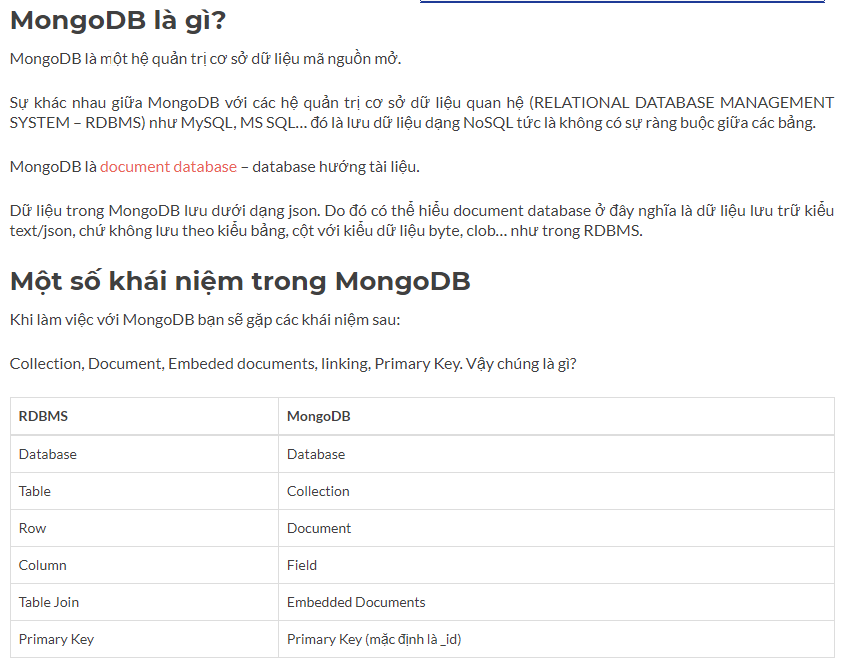 MongoDB là gì?
MongoDB là một hệ quản trị cơ sở dữ liệu mã nguồn mở.
Sự khác nhau giữa MongoDB với các hệ quản trị cơ sở dữ liệu quan hệ (RELATIONAL DATABASE MANAGEMENT
SYSTEM – RDBMS) như MySQL, MS SQL… đó là lưu dữ liệu dạng NoSQL tức là không có sự ràng buộc giữa các bảng.
MongoDB là document database – database hướng tài liệu.
Dữ liệu trong MongoDB lưu dưới dạng json. Do đó có thể hiểu document database ở đây nghĩa là dữ liệu lưu trữ kiểu
text/json, chứ không lưu theo kiểu bảng, cột với kiểu dữ liệu byte, clob… như trong RDBMS.
Một số khái niệm trong MongoDB
Khi làm việc với MongoDB bạn sẽ gặp các khái niệm sau:
Collection, Document, Embeded documents, linking, Primary Key. Vậy chúng là gì?
RDBMS MongoDB
Database Database
Table Collection
Row Document
Column Field
Table Join Embedded Documents
Primary Key Primary Key (mặc định là _id)